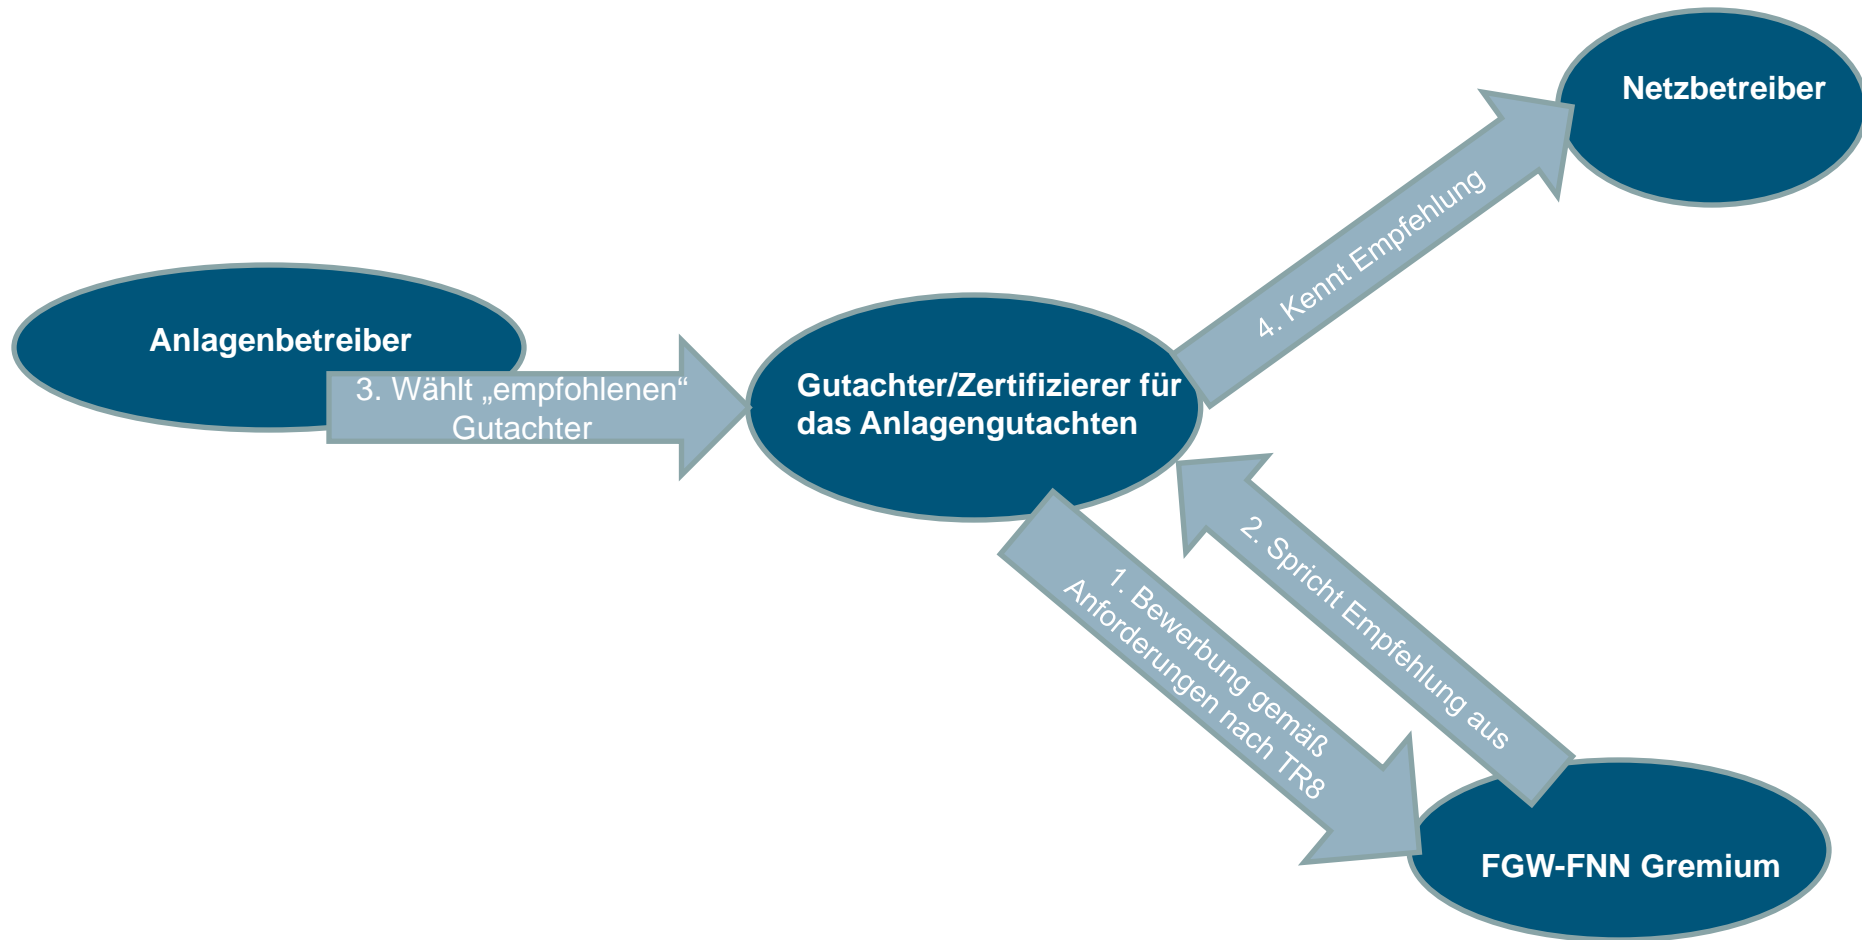 Netzbetreiber
4. Kennt Empfehlung
Anlagenbetreiber
3. Wählt „empfohlenen“
Gutachter
Gutachter/Zertifizierer für
das Anlagengutachten
2. Spricht Empfehlung aus
1. Bewerbung gemäß
Anforderungen nach TR8
FGW-FNN Gremium